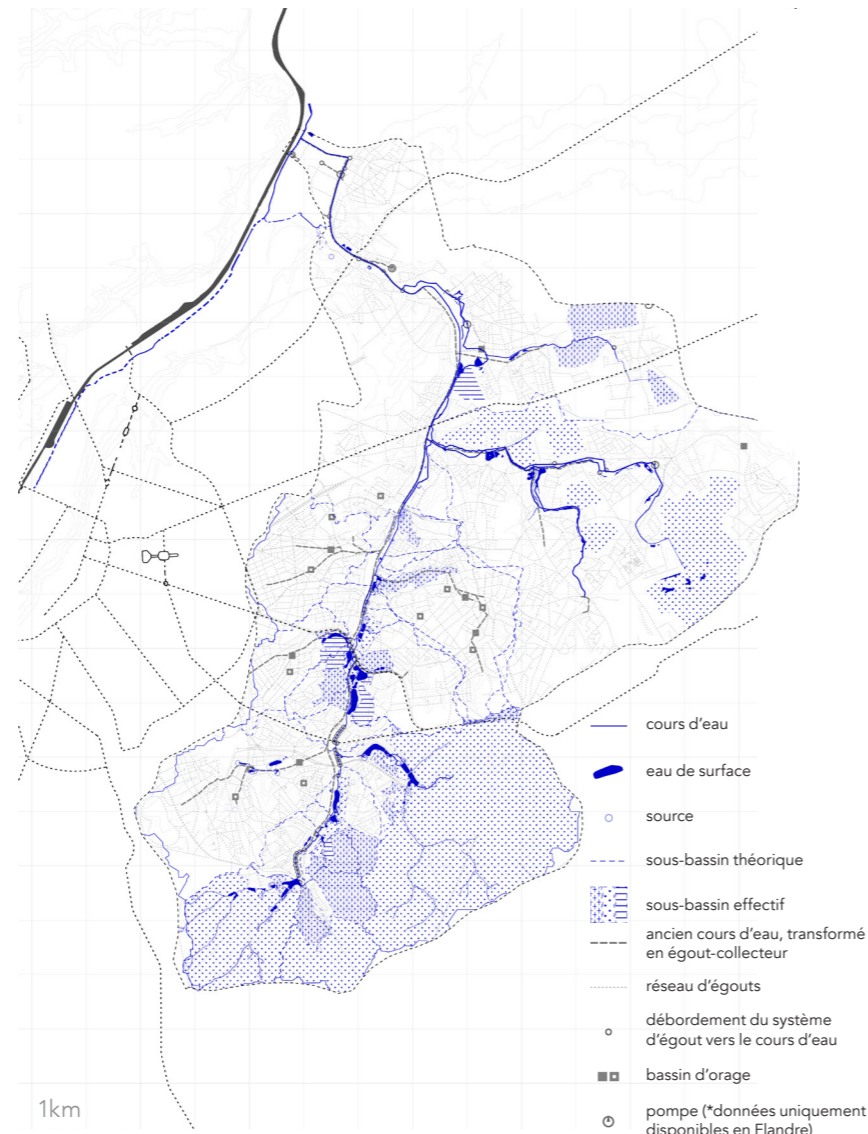 cours d'eau
eau de surface
source
sous-bassin théorique
sous-bassin effectif
ancien cours d'eau, transformé
en égout-collecteur
réseau d'égouts
débordement du système
d'égout vers le cours d'eau
bassin d'orage
pompe (*données uniquement
disponibles en Flandre)
1km